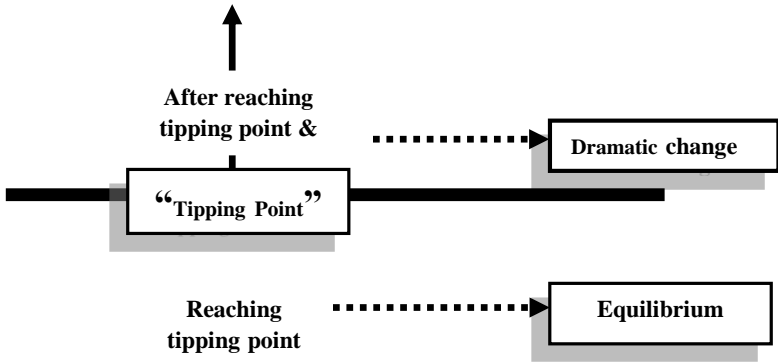 After reaching
tipping point &
Dramatic change
“Tipping Point”
Reaching
tipping point
Equilibrium